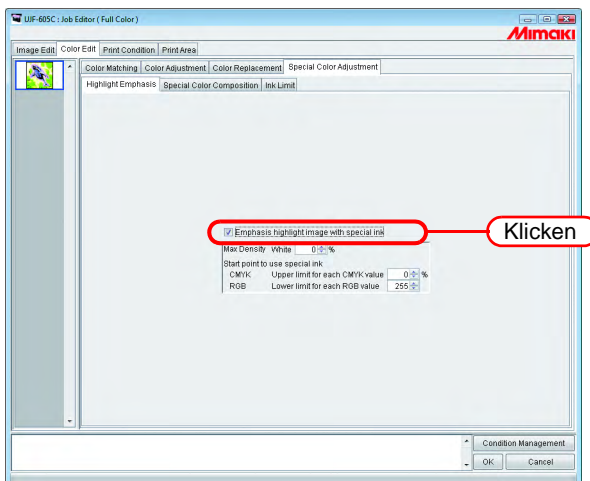 UJF-605C : Job Editor ( Full Color )
Mimaki
Image Edit Color Edit Print Condition Print Area
Color Matching Color Adjustment Color Replacement Special Color Adjustment
Highlight Emphasis Special Color Composition Ink Limit
Emphasis highlight image with special ink
Klicken
Max Density White 0 %
Start point to use special ink
CMYK Upper limit for each CMYK value 0 %
RGB Lower limit for each RGB value 255
Condition Management
OK Cancel